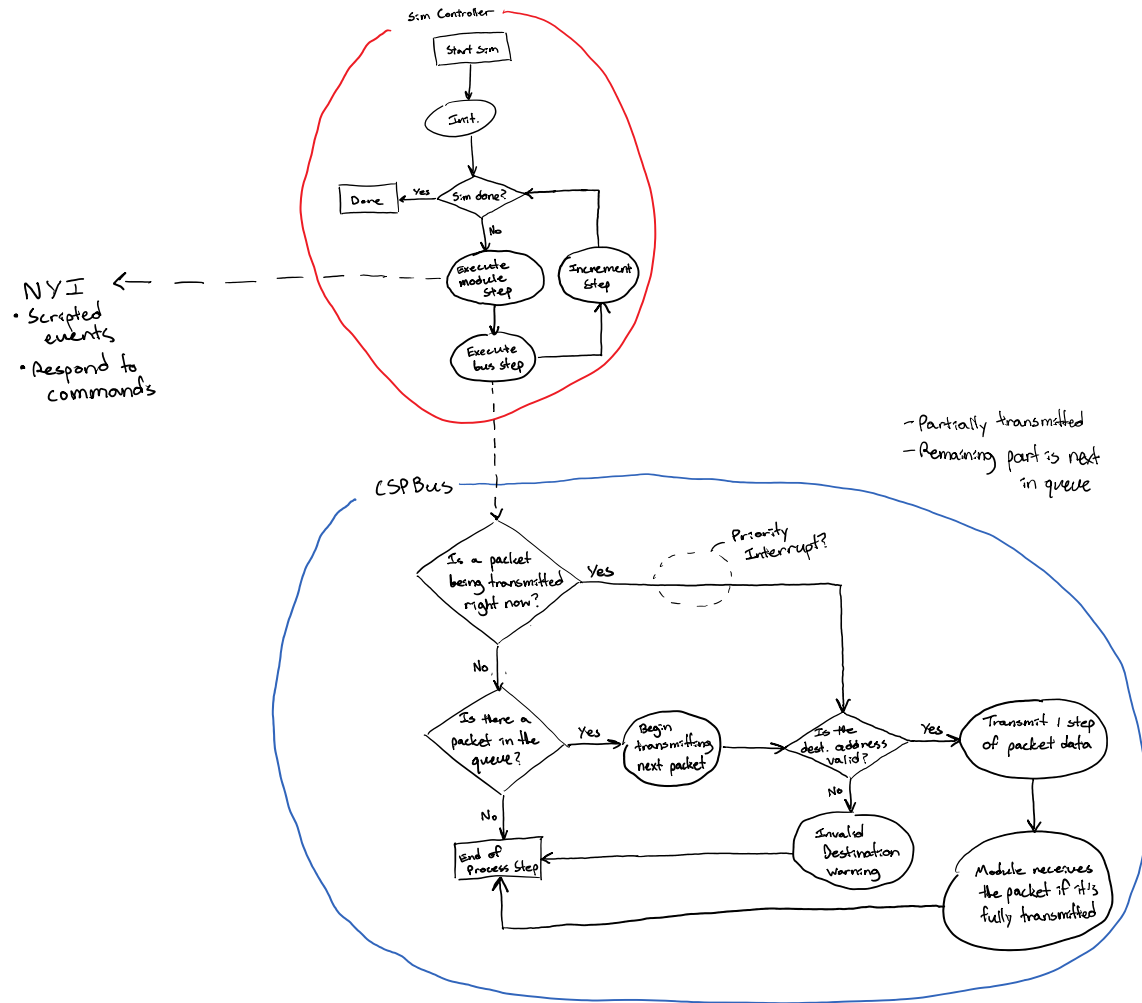 Sim Controller
Start Sim
Init.
Sim done?
Yes
Done
No
Execute
module
step
Increment
Step
Execute
bus step
NYI
• Scripted
events
• Respond to
commands
- Partially transmitted
- Remaining part is next
in queue
CSPBus
Is a packet
being transmitted
right now?
Yes
Priority
Interrupt?
No
Is there a
packet in the
queue?
Yes
Begin
transmitting
next packet
Is the
dest. address
valid?
Yes
Transmit 1 step
of packet data
No
No
Invalid
Destination
Warning
End of
Process Step
Module receives
the packet if it's
fully transmitted